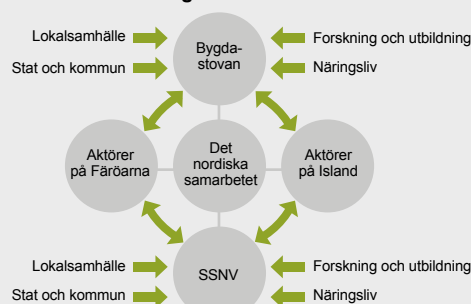 Lokalsamhälle
Forskning och utbildning
Bygda-
stovan
Stat och kommun
Näringsliv
Aktörer
på Färöarna
Det
nordiska
samarbetet
Aktörer
på Island
Lokalsamhälle
Forskning och utbildning
SSNV
Stat och kommun
Näringsliv